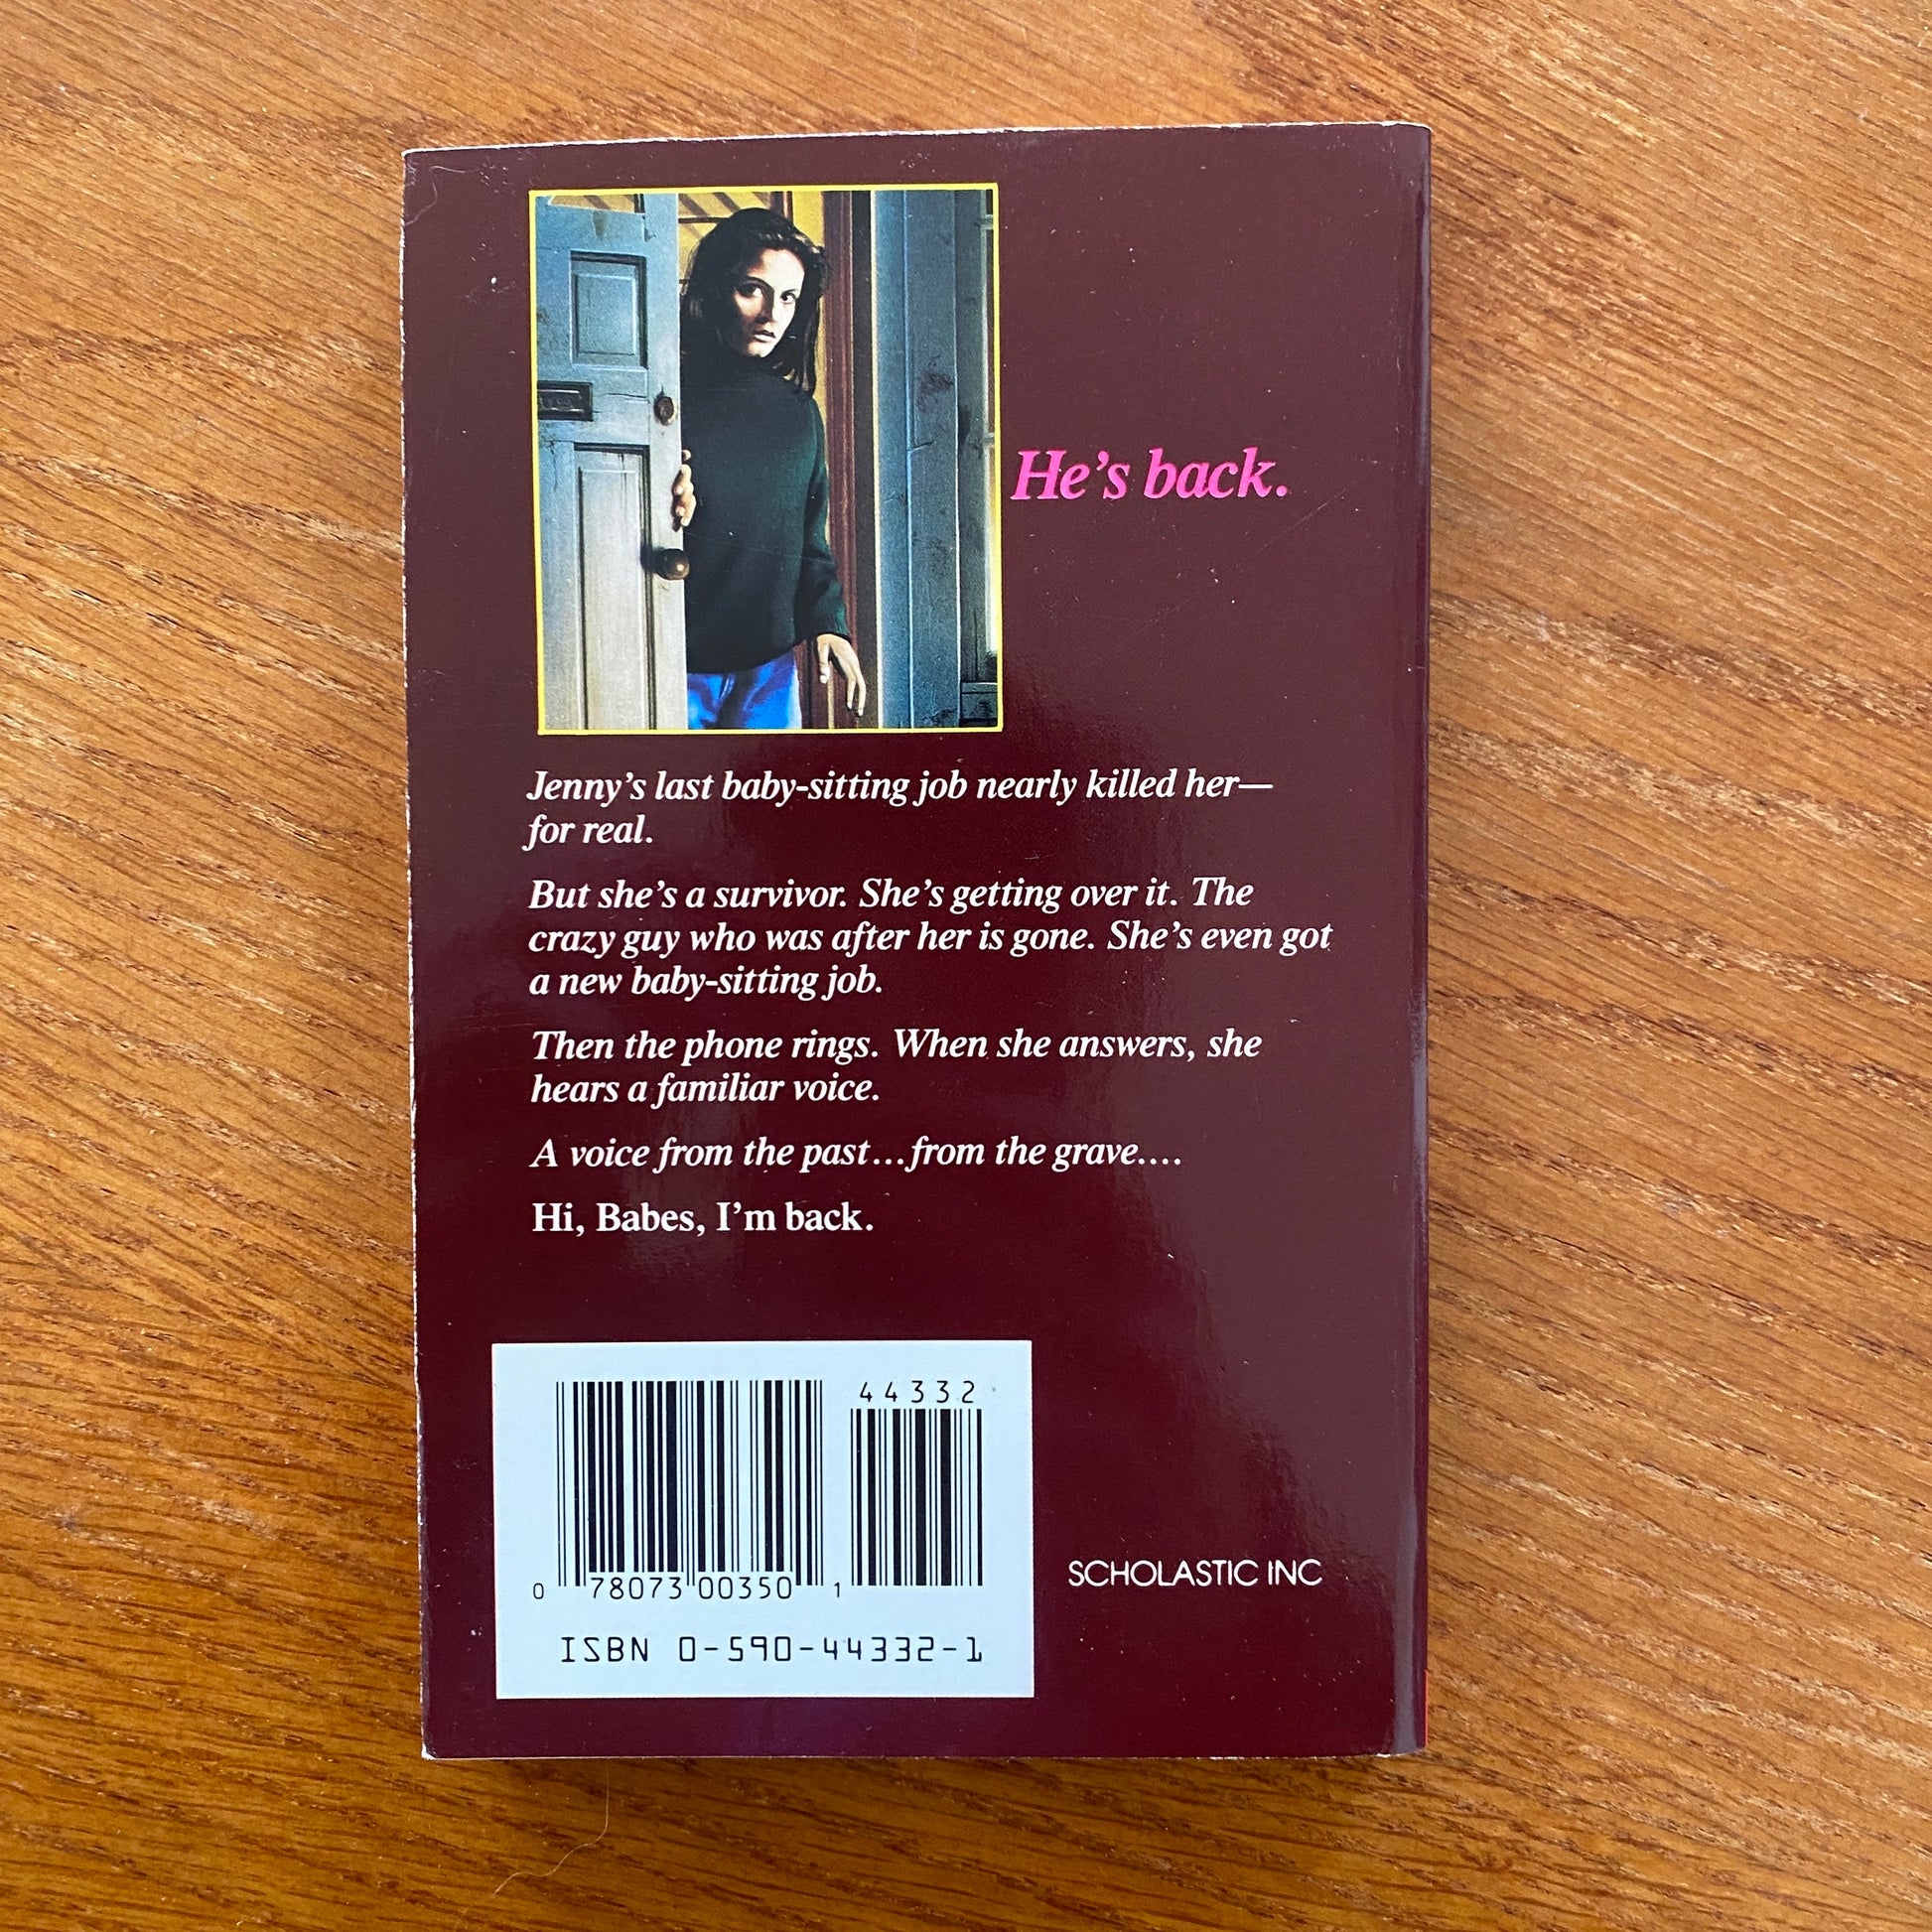 He's back.
Jenny's last baby-sitting job nearly killed her—
for real.
But she's a survivor. She's getting over it. The
crazy guy who was after her is gone. She's even got
a new baby-sitting job.
Then the phone rings. When she answers, she
hears a familiar voice.
A voice from the past...from the grave....
Hi, Babes, I'm back.
44332
0 78073 00350 1
ISBN 0-590-44332-1
SCHOLASTIC INC